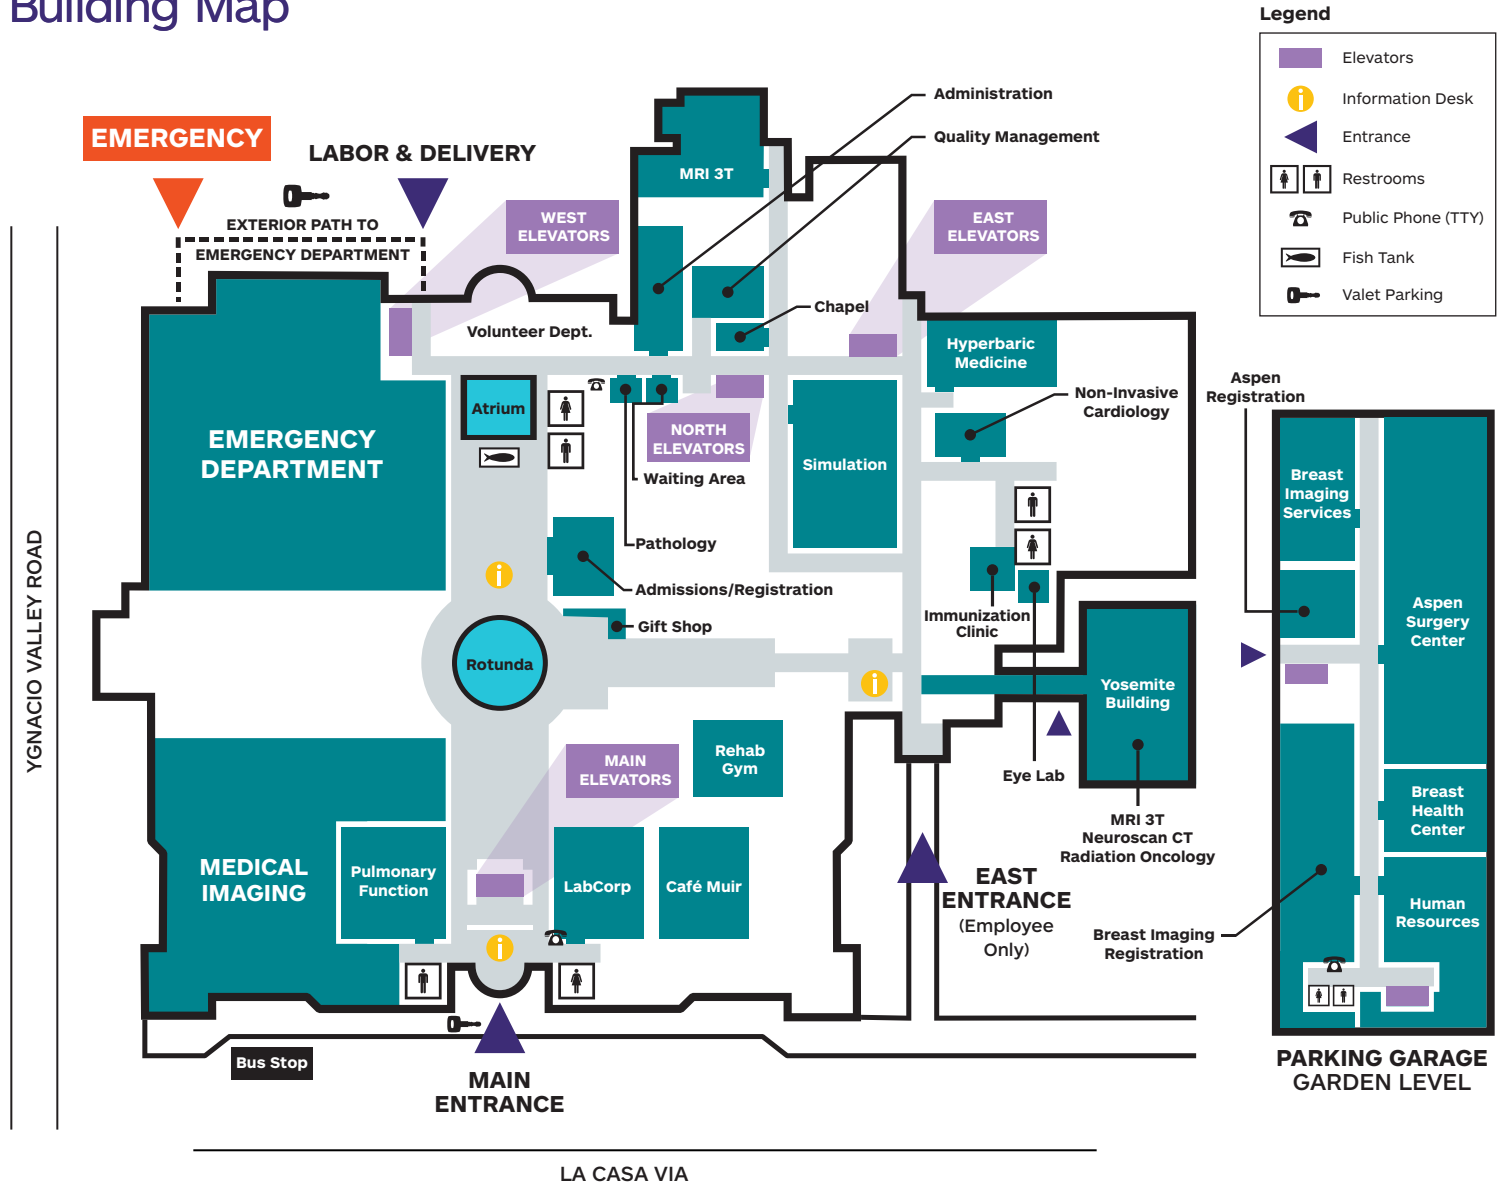 Building Map
Legend
Elevators
Information Desk
Entrance
Restrooms
Public Phone (TTY)
Fish Tank
Valet Parking
EMERGENCY
LABOR & DELIVERY
EXTERIOR PATH TO
EMERGENCY DEPARTMENT
WEST
ELEVATORS
Volunteer Dept.
MRI 3T
Administration
Quality Management
EAST
ELEVATORS
Chapel
Hyperbaric
Medicine
Non-Invasive
Cardiology
Atrium
NORTH
ELEVATORS
Waiting Area
Simulation
Pathology
EMERGENCY
DEPARTMENT
i
Admissions/Registration
Gift Shop
Rotunda
i
Immunization
Clinic
Eye Lab
Yosemite
Building
MRI 3T
Neuroscan CT
Radiation Oncology
MAIN
ELEVATORS
Rehab
Gym
MEDICAL
IMAGING
Pulmonary
Function
LabCorp
Café Muir
i
EAST
ENTRANCE
(Employee
Only)
Bus Stop
MAIN
ENTRANCE
YGNACIO VALLEY ROAD
LA CASA VIA
Aspen
Registration
Breast
Imaging
Services
Aspen
Surgery
Center
Breast
Health
Center
Human
Resources
Breast Imaging
Registration
PARKING GARAGE
GARDEN LEVEL